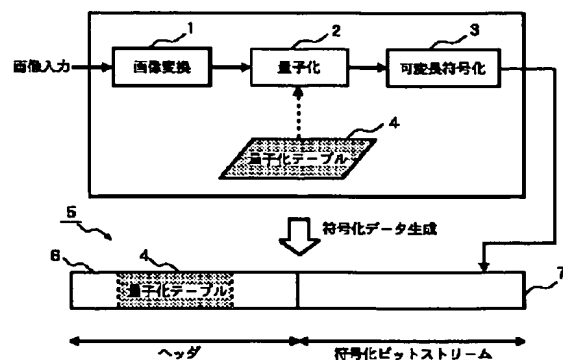 1
2
3
画像入力
画像変換
量子化
可変長符号化
4
量子化テーブル
符号化データ生成
5
6
4
量子化テーブル
7
ヘッダ
符号化ビットストリーム